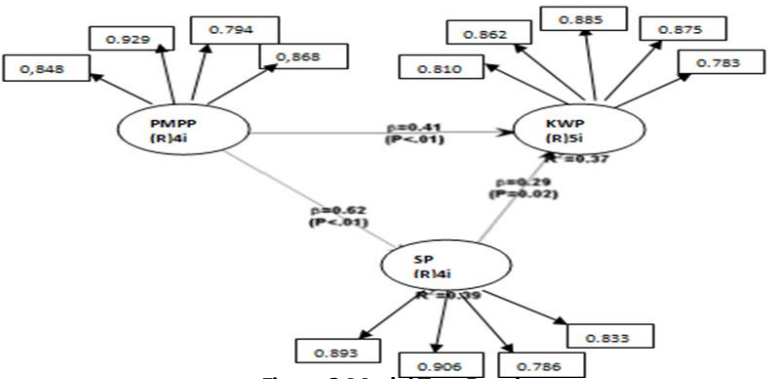 0.885
0.794
0.862
0.875
0.929
0,868
0,848
0.810
0.783
PMPP
(R)4i
β=0.41
(P<.01)
KWP
(R)5i
R²=0.37
β=0.29
(P=0.02)
β=0.62
(P<.01)
SP
(R)4i
R²=0.39
0.833
0.893
0.906
0.786